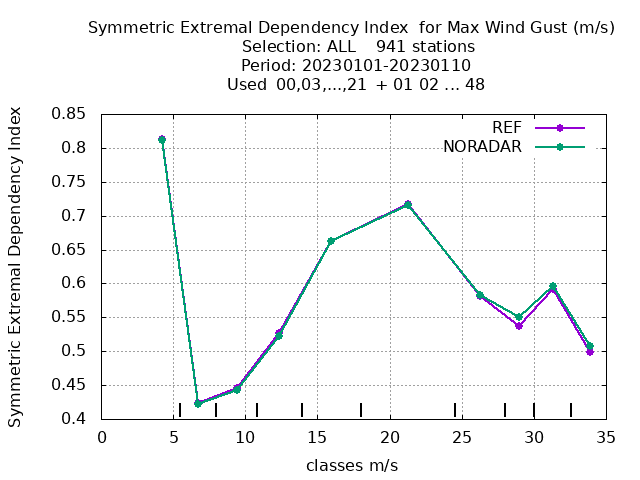 Symmetric Extremal Dependency Index  for Max Wind Gust (m/s)
Selection: ALL    941 stations
Period: 20230101-20230110
Used  00,03,...,21  + 01 02 ... 48
Symmetric Extremal Dependency Index
0.85
0.8
0.75
0.7
0.65
0.6
0.55
0.5
0.45
0.4
REF
NORADAR
0 5 10 15 20 25 30 35
classes m/s